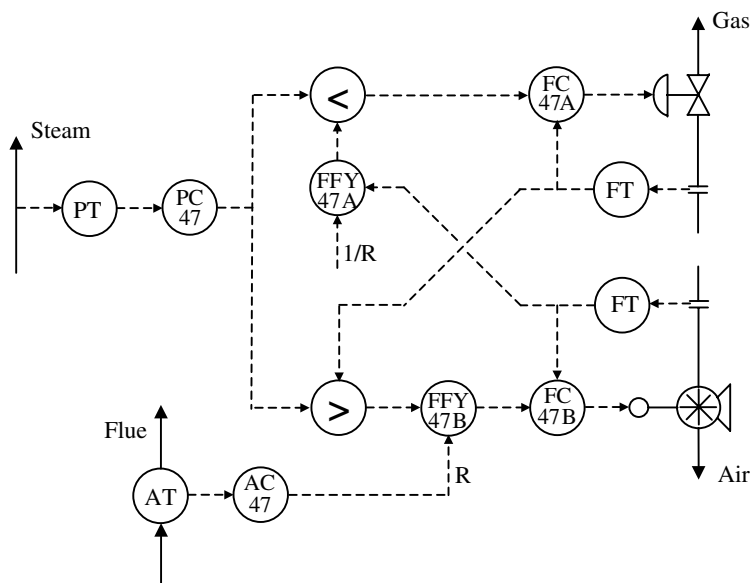 Gas
<
FC
47A
Steam
PT
PC
47
FFY
47A
FT
1/R
FT
>
FFY
47B
FC
47B
Flue
Air
AT
AC
47
R